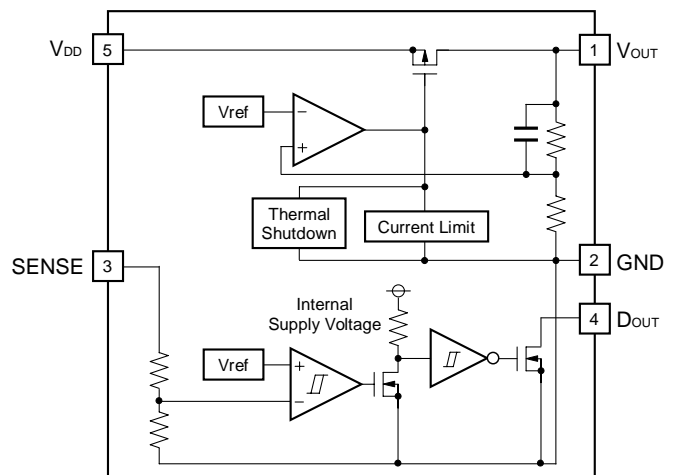 VDD 5
1 VOUT
Vref
−
+
Thermal
Shutdown
Current Limit
SENSE 3
2 GND
Internal
Supply Voltage
4 DOUT
Vref
+
−